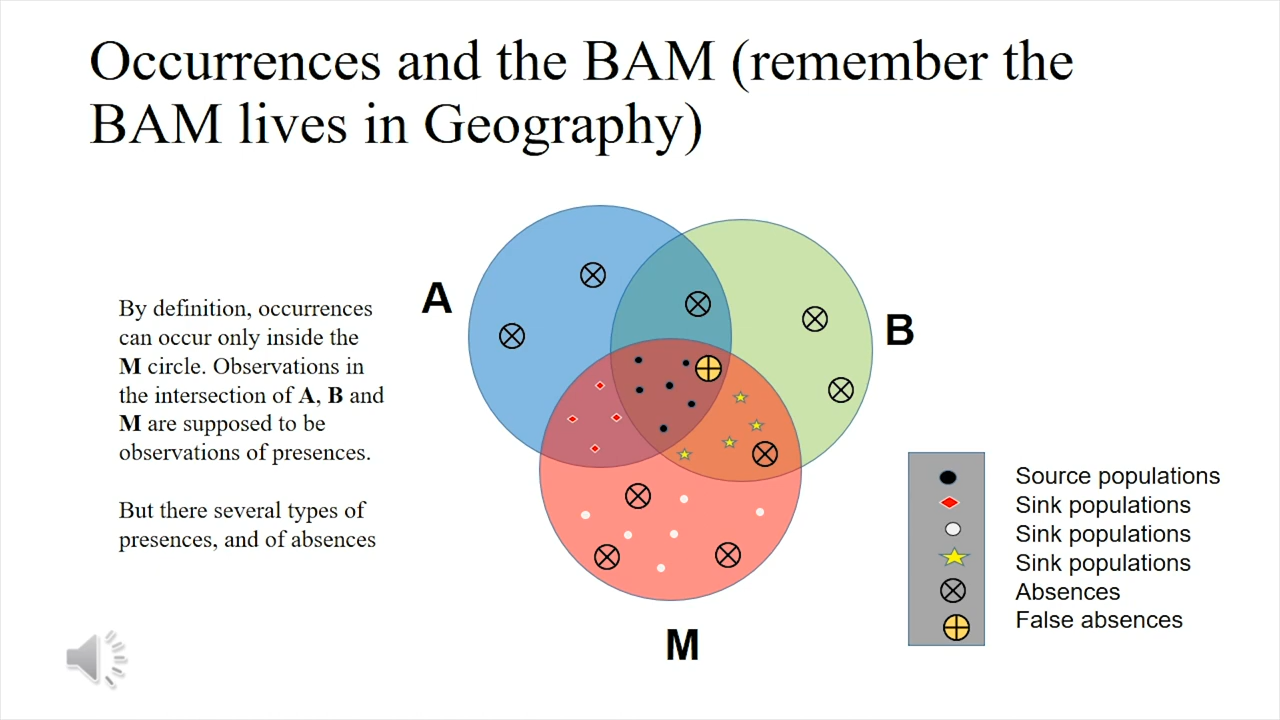 Occurrences and the BAM (remember the
BAM lives in Geography)
By definition, occurrences
can occur only inside the
M circle. Observations in
the intersection of A, B and
M are supposed to be
observations of presences.
But there several types of
presences, and of absences
A
B
M
Source populations
Sink populations
Sink populations
Sink populations
Absences
False absences